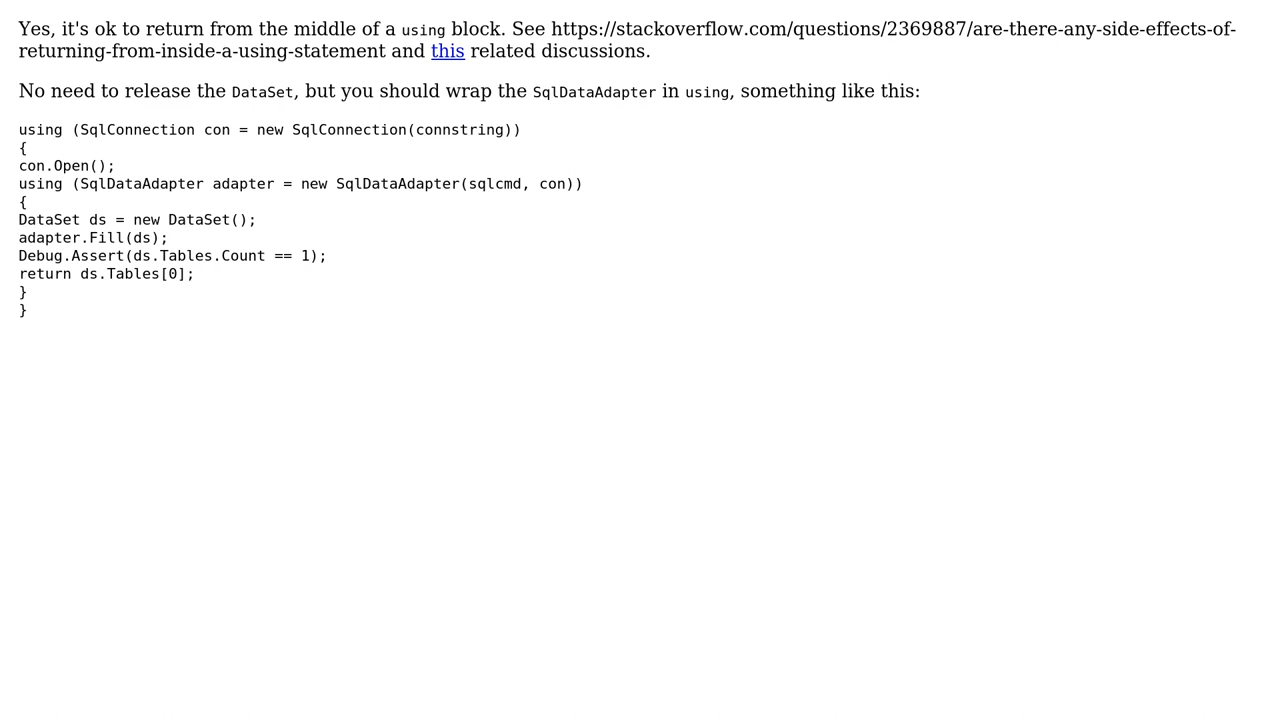 Yes, it's ok to return from the middle of a using block. See https://stackoverflow.com/questions/2369887/are-there-any-side-effects-of-
returning-from-inside-a-using-statement and this related discussions.
No need to release the DataSet, but you should wrap the SqlDataAdapter in using, something like this:
using (SqlConnection con = new SqlConnection(connstring))
{
con.Open();
using (SqlDataAdapter adapter = new SqlDataAdapter(sqlcmd, con))
{
DataSet ds = new DataSet();
adapter.Fill(ds);
Debug.Assert(ds.Tables.Count == 1);
return ds.Tables[0];
}
}